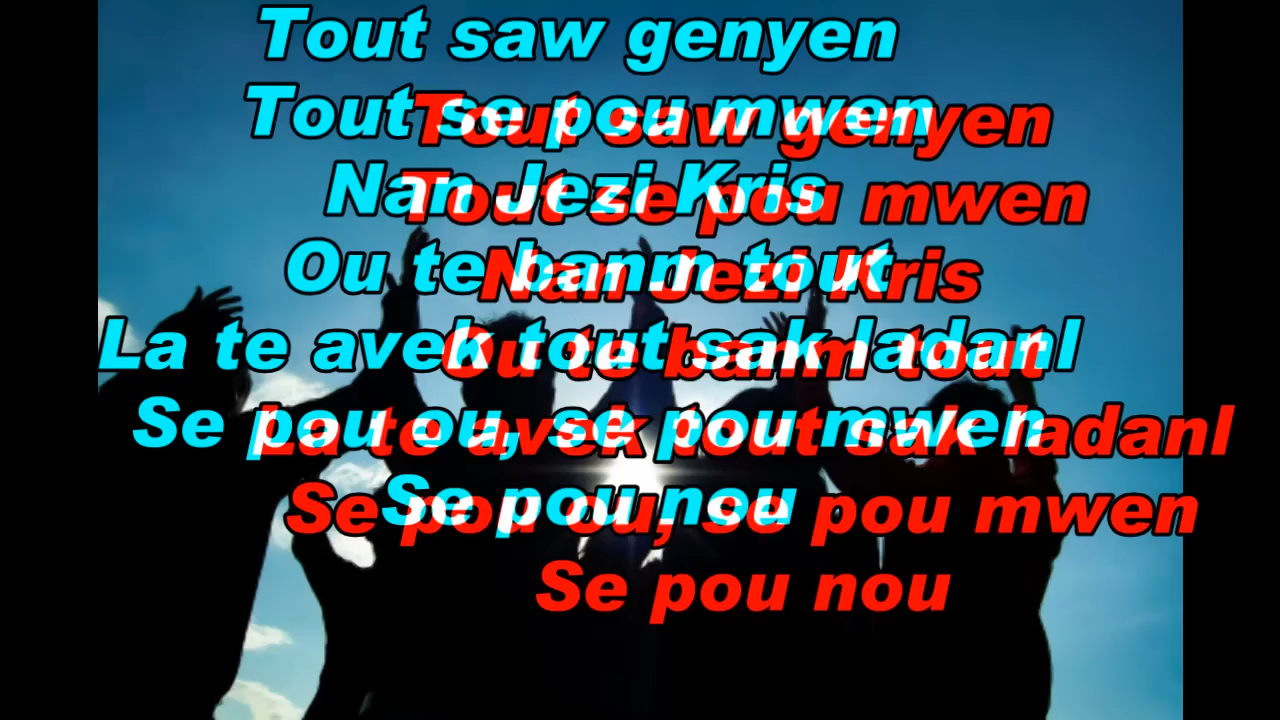 Tout saw genyen
Tout se pou mwen
Nan Jezi Kris
Ou te banm tout
La te avek tout sak ladanl
Se pou ou, se pou mwen
Se pou nou
Tout saw genyen
Tout se pou mwen
Nan Jezi Kris
Ou te banm tout
La te avek tout sak ladanl
Se pou ou, se pou mwen
Se pou nou